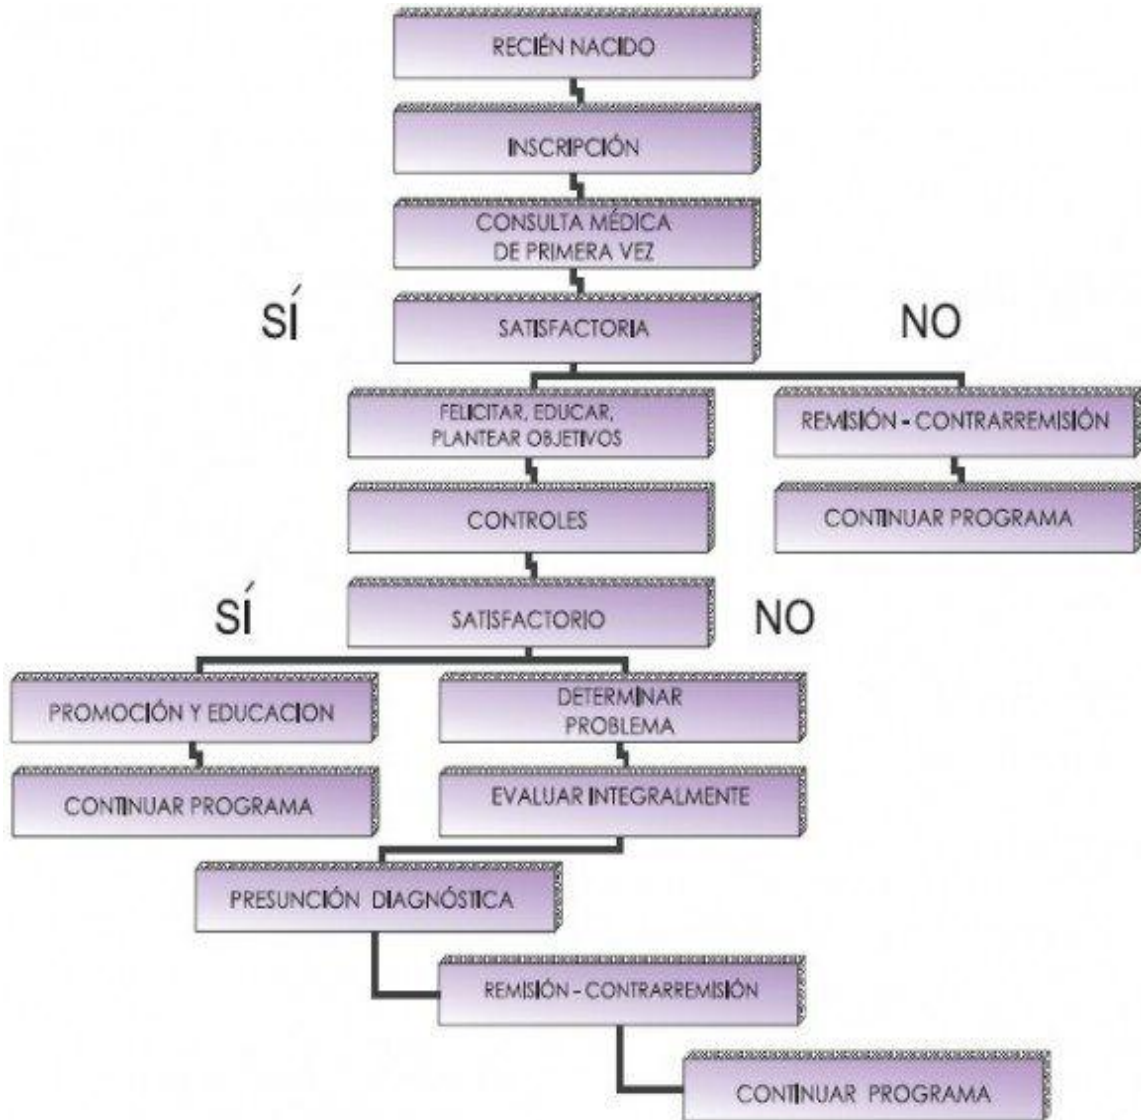 RECIÉN NACIDO
INSCRIPCIÓN
CONSULTA MÉDICA
DE PRIMERA VEZ
SÍ
SATISFACTORIA
NO
FELICITAR, EDUCAR,
PLANTEAR OBJETIVOS
REMISIÓN - CONTRARREMISIÓN
CONTROLES
CONTINUAR PROGRAMA
SÍ
SATISFACTORIO
NO
PROMOCIÓN Y EDUCACION
DETERMINAR
PROBLEMA
CONTINUAR PROGRAMA
EVALUAR INTEGRALMENTE
PRESUNCIÓN DIAGNÓSTICA
REMISIÓN - CONTRARREMISIÓN
CONTINUAR PROGRAMA